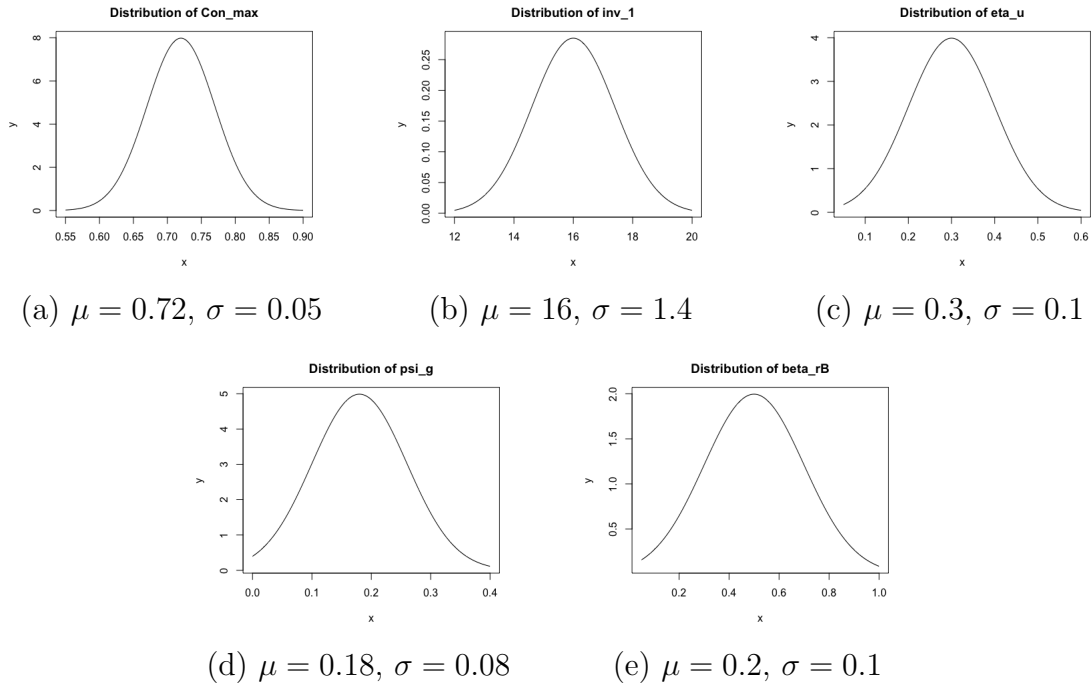 Distribution of Con_max
y
0 2 4 6 8
0.55 0.60 0.65 0.70 0.75 0.80 0.85 0.90
x
(a) μ = 0.72, σ = 0.05
Distribution of inv_1
y
0.00 0.05 0.10 0.15 0.20 0.25
12 14 16 18 20
x
(b) μ = 16, σ = 1.4
Distribution of eta_u
y
0 1 2 3 4
0.1 0.2 0.3 0.4 0.5 0.6
x
(c) μ = 0.3, σ = 0.1
Distribution of psi_g
y
0 1 2 3 4 5
0.0 0.1 0.2 0.3 0.4
x
(d) μ = 0.18, σ = 0.08
Distribution of beta_rB
y
0.5 1.0 1.5 2.0
0.2 0.4 0.6 0.8 1.0
x
(e) μ = 0.2, σ = 0.1